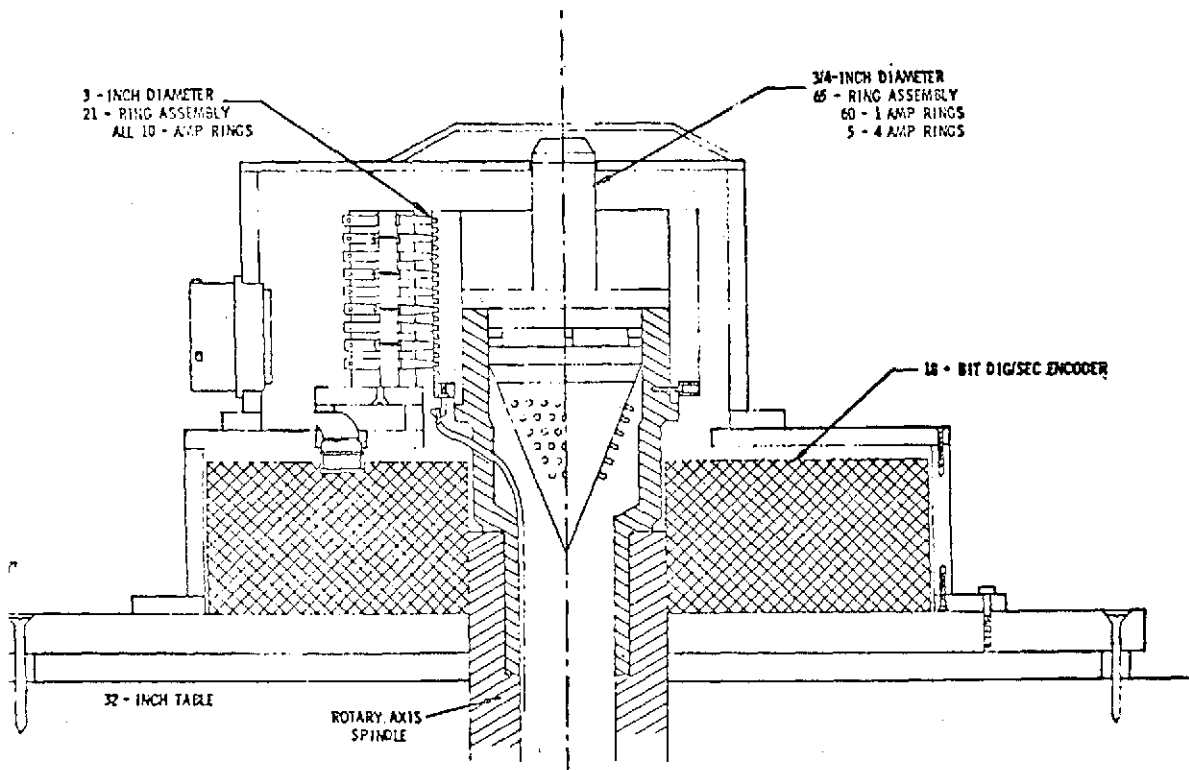 3 - INCH DIAMETER
21 - RING ASSEMBLY
ALL 10 - AMP RINGS
3/4-INCH DIAMETER
65 - RING ASSEMBLY
60 - 1 AMP RINGS
5 - 4 AMP RINGS
18 - BIT DIG/SEC ENCODER
32 - INCH TABLE
ROTARY AXIS
SPINDLE